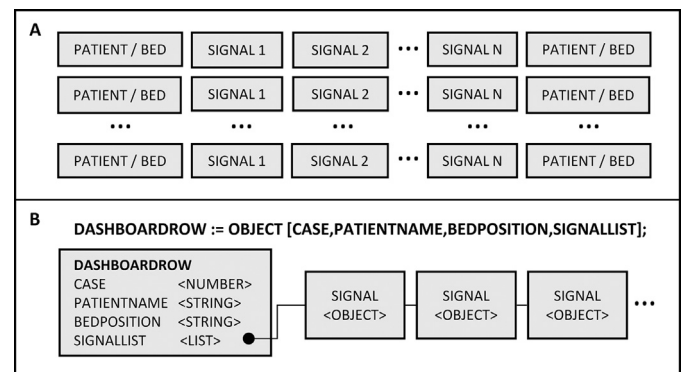 A
PATIENT / BED SIGNAL 1 SIGNAL 2 ••• SIGNAL N PATIENT / BED
PATIENT / BED SIGNAL 1 SIGNAL 2 ••• SIGNAL N PATIENT / BED
••• ••• ••• ••• •••
PATIENT / BED SIGNAL 1 SIGNAL 2 ••• SIGNAL N PATIENT / BED
B
DASHBOARDROW := OBJECT [CASE,PATIENTNAME,BEDPOSITION,SIGNALLIST];
DASHBOARDROW
CASE <NUMBER>
PATIENTNAME <STRING>
BEDPOSITION <STRING>
SIGNALLIST <LIST>
SIGNAL
<OBJECT>
SIGNAL
<OBJECT>
SIGNAL
<OBJECT>
•••